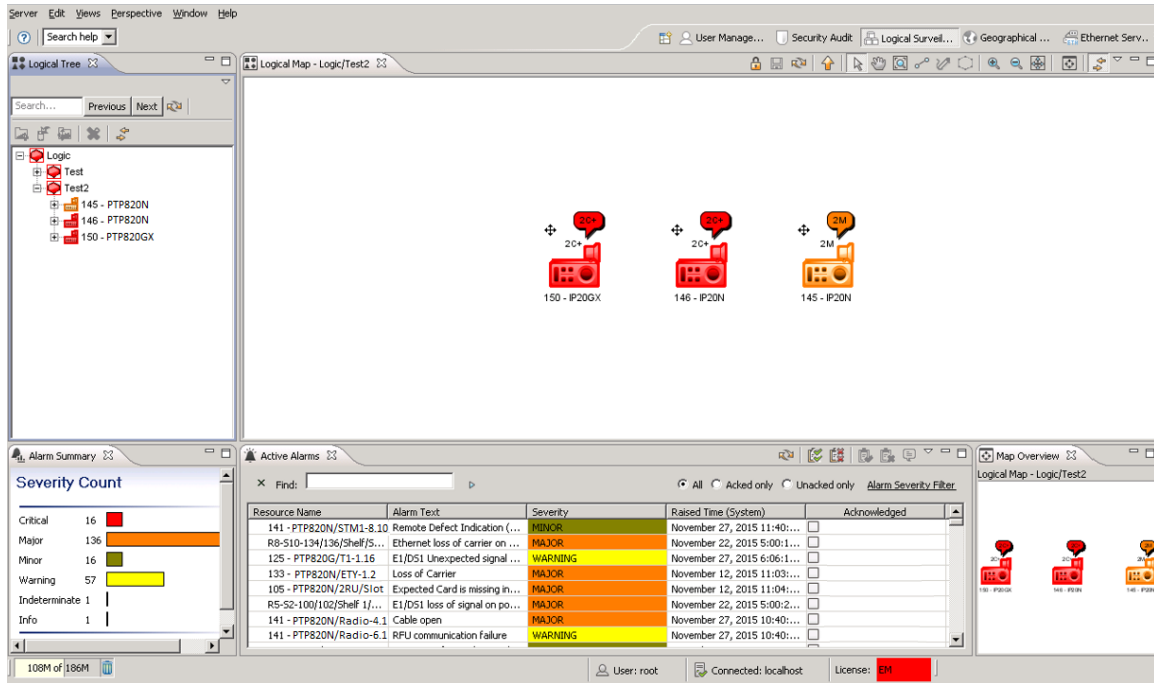 Server Edit Views Perspective Window Help
Search help
User Manage... Security Audit Logical Surveil... Geographical ... Ethernet Serv..
Logical Tree
Logical Map - Logic/Test2
Search... Previous Next
Logic
Test
Test2
145 - PTP820N
146 - PTP820N
150 - PTP820GX
2C+ 2C+ 2M
2C+ 2C+ 2M
150 - IP20GX 146 - IP20N 145 - IP20N
Alarm Summary
Severity Count
Critical 16
Major 136
Minor 16
Warning 57
Indeterminate 1
Info 1
Active Alarms
Find: All Acked only Unacked only Alarm Severity Filter
Resource Name Alarm Text Severity Raised Time (System) Acknowledged
141 - PTP820N/STM1-8.10 Remote Defect Indication (... MINOR November 27, 2015 11:40:...
R8-S10-134/136/Shelf/S... Ethernet loss of carrier on ... MAJOR November 22, 2015 5:00:1...
125 - PTP820G/T1-1.16 E1/DS1 Unexpected signal ... WARNING November 27, 2015 6:06:1...
133 - PTP820N/ETY-1.2 Loss of Carrier MAJOR November 12, 2015 11:03:...
105 - PTP820N/2RU/Slot Expected Card is missing in... MAJOR November 12, 2015 11:04:...
R5-S2-100/102/Shelf 1/... E1/DS1 loss of signal on po... MAJOR November 22, 2015 5:00:2...
141 - PTP820N/Radio-4.1 Cable open MAJOR November 27, 2015 10:40:...
141 - PTP820N/Radio-6.1 RFU communication failure WARNING November 27, 2015 10:40:...
Map Overview
Logical Map - Logic/Test2
150 - IP20GX 146 - IP20N 145 - IP20N
108M of 186M
User: root
Connected: localhost
License: EM